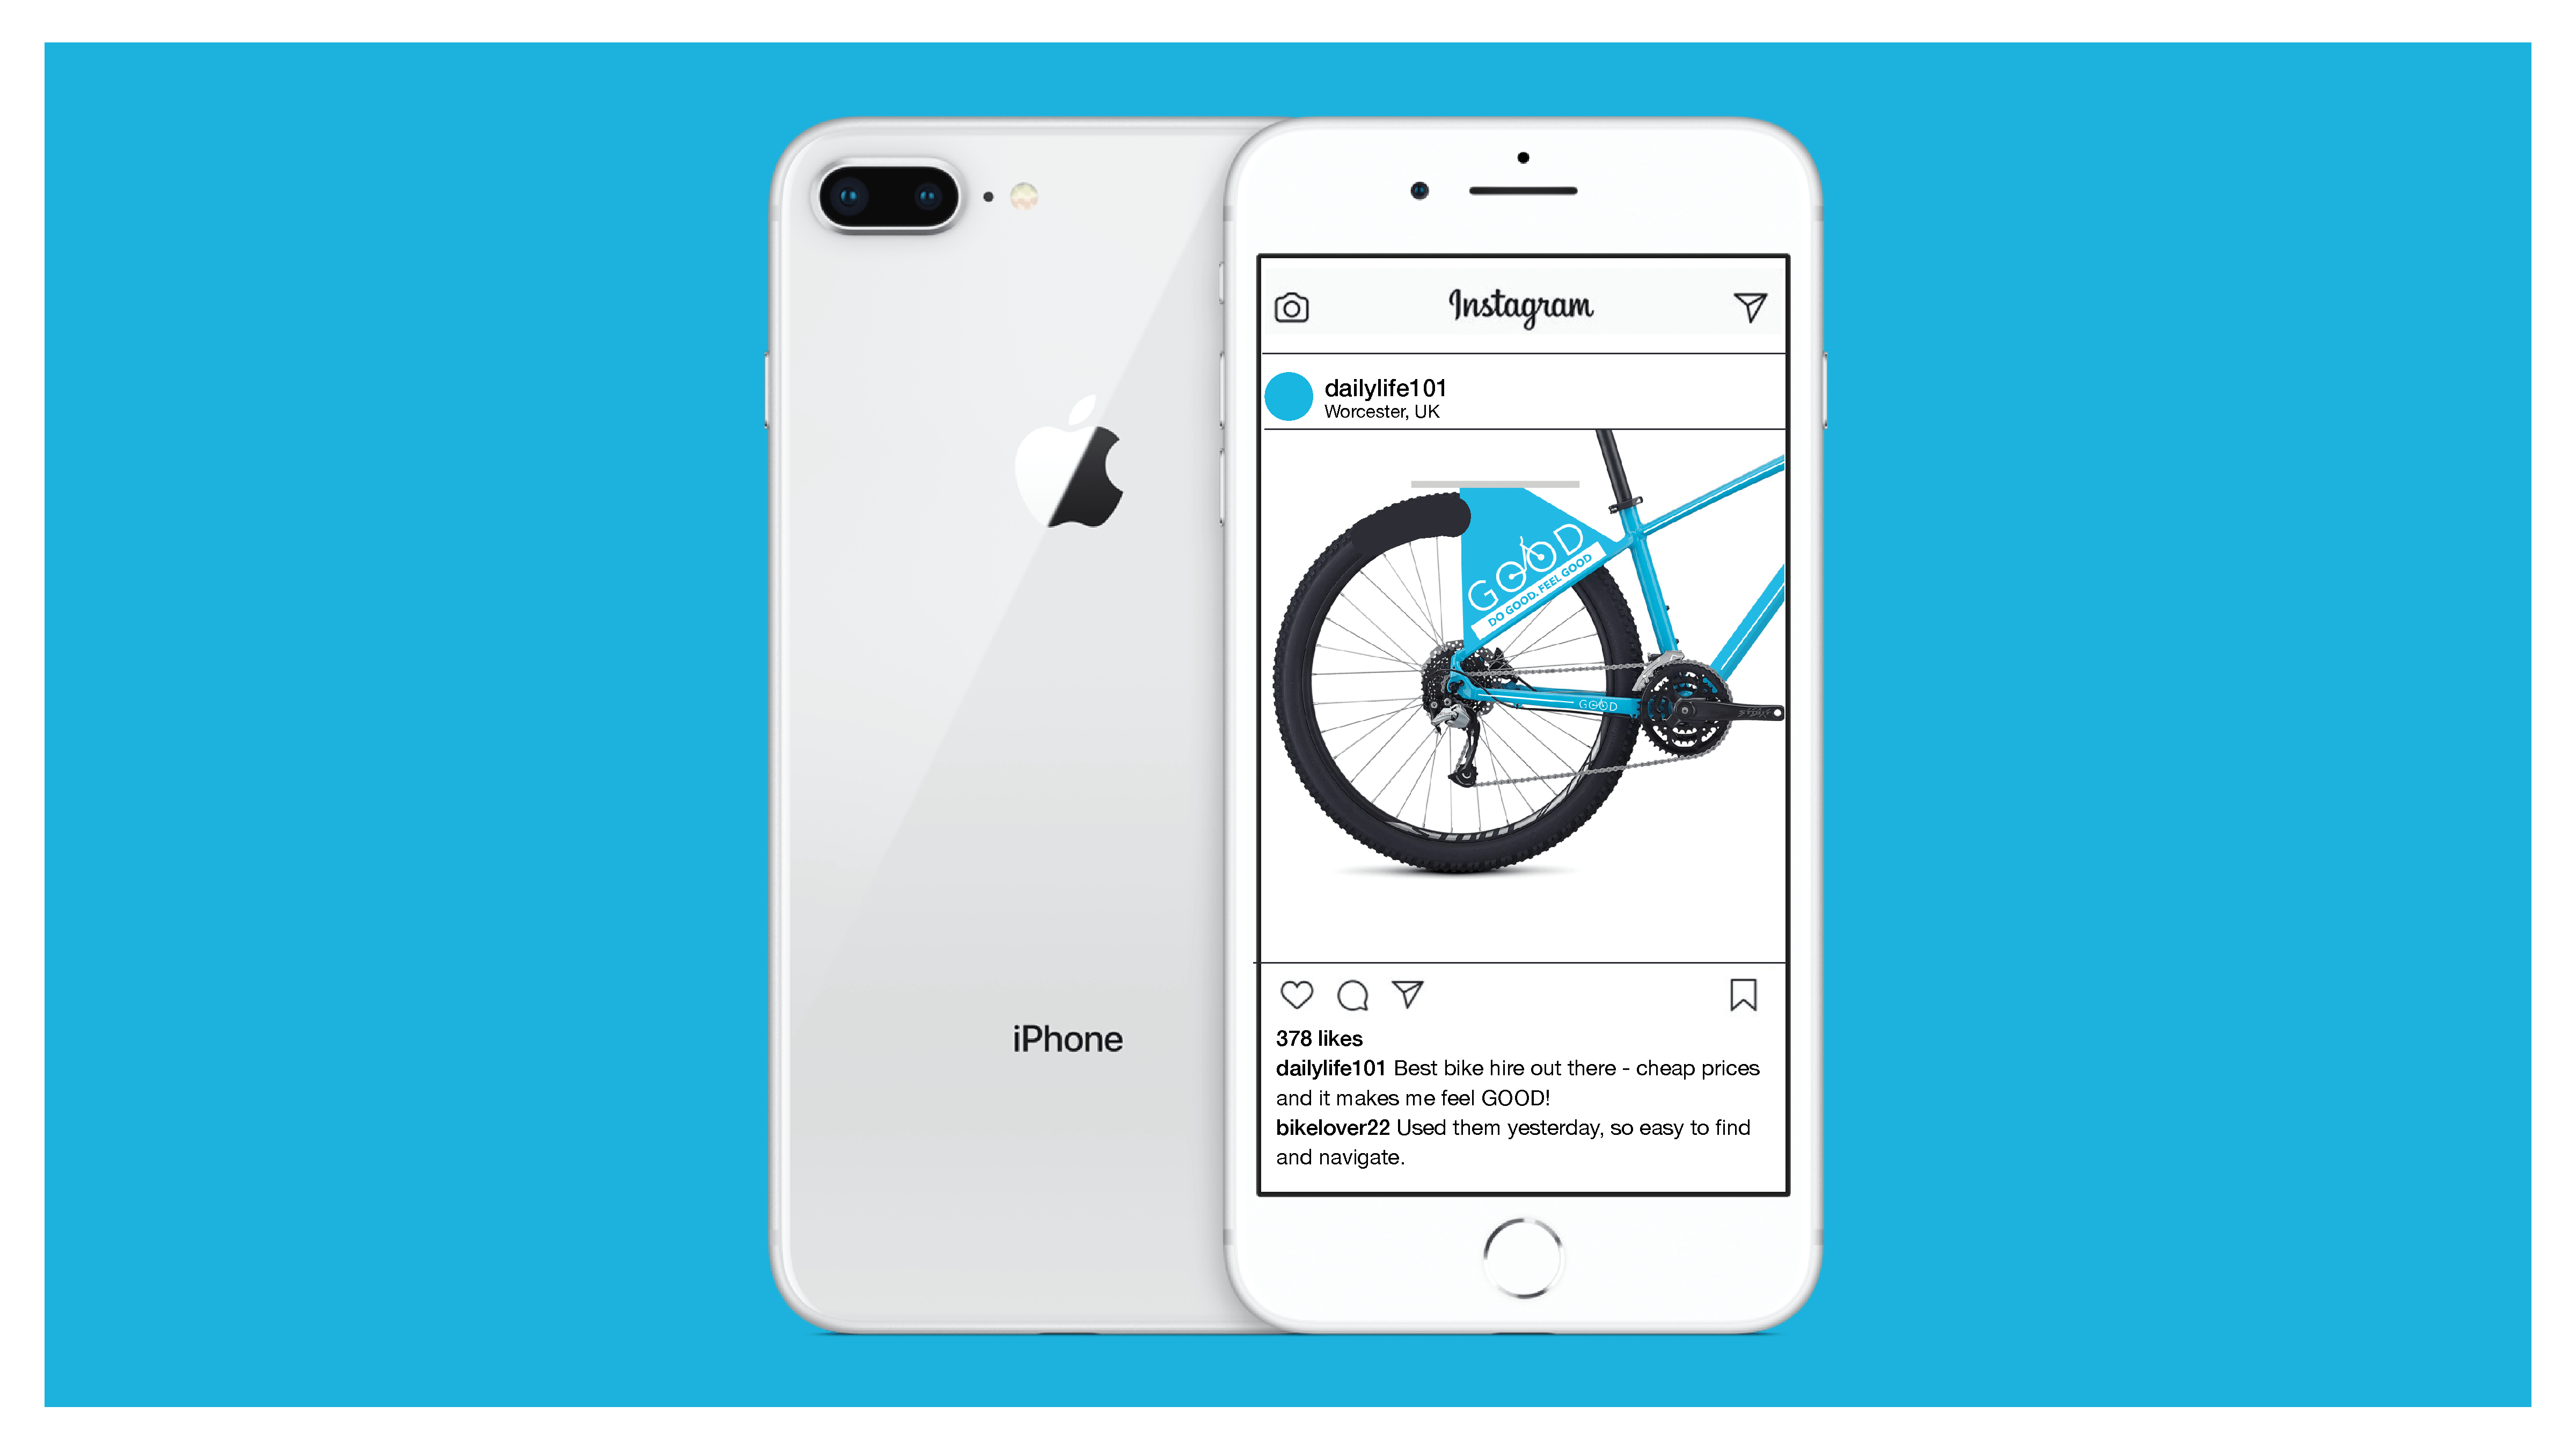 iPhone
Instagram
dailylife101
Worcester, UK
GOOD
DO GOOD. FEEL GOOD
GOOD
378 likes
dailylife101 Best bike hire out there - cheap prices
and it makes me feel GOOD!
bikelover22 Used them yesterday, so easy to find
and navigate.